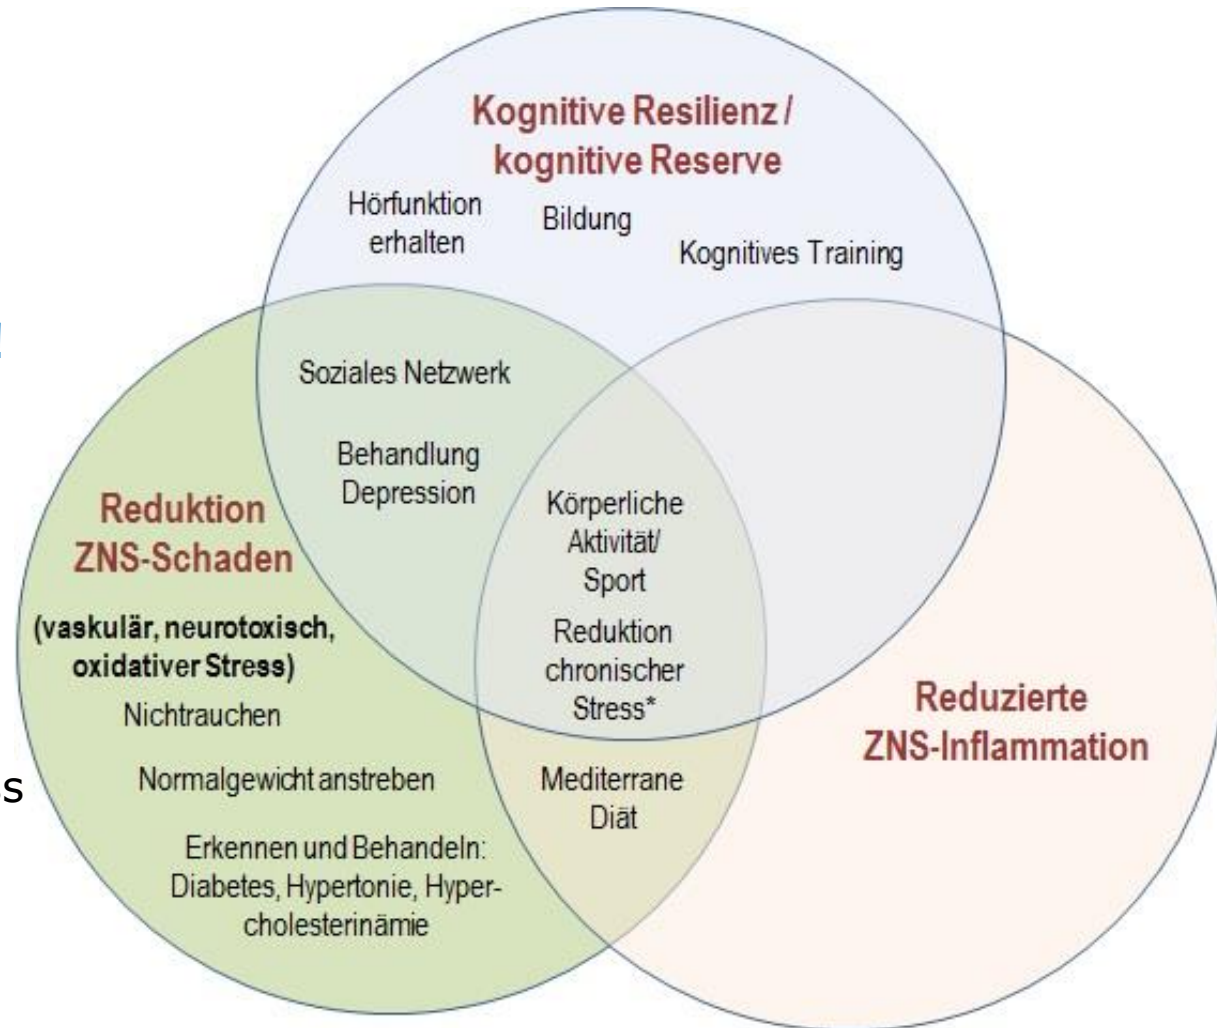 Kognitive Resilienz /
kognitive Reserve
Hörfunktion
erhalten
Bildung
Kognitives Training
!
Soziales Netzwerk
Behandlung
Depression
Reduktion
ZNS-Schaden
(vaskulär, neurotoxisch,
oxidativer Stress)
Nichtrauchen
Normalgewicht anstreben
Erkennen und Behandeln:
Diabetes, Hypertonie, Hyper-
cholesterinämie
Körperliche
Aktivität/
Sport
Reduktion
chronischer
Stress*
Mediterrane
Diät
Reduzierte
ZNS-Inflammation